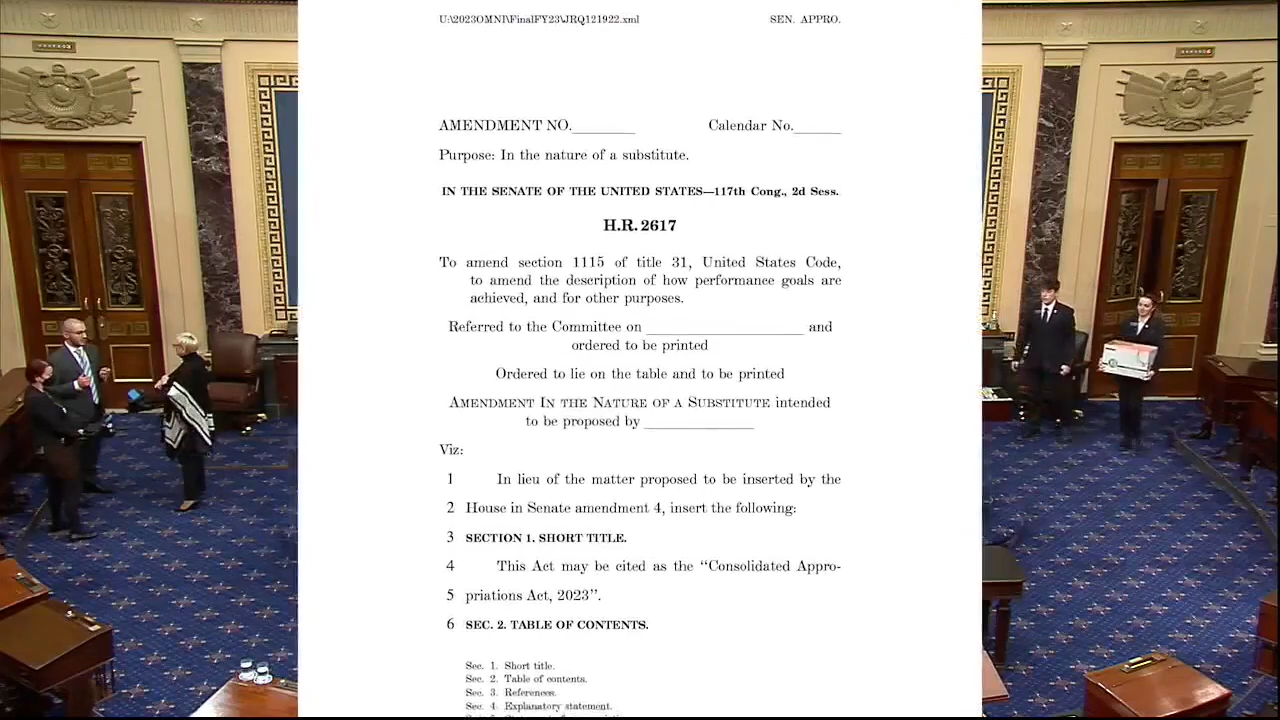 U:\2023OMNI\FinalFY23\JRQ121922.xml SEN. APPRO.
AMENDMENT NO.________ Calendar No.______
Purpose: In the nature of a substitute.
IN THE SENATE OF THE UNITED STATES—117th Cong., 2d Sess.
H.R. 2617
To amend section 1115 of title 31, United States Code,
to amend the description of how performance goals are
achieved, and for other purposes.
Referred to the Committee on ____________________ and
ordered to be printed
Ordered to lie on the table and to be printed
AMENDMENT IN THE NATURE OF A SUBSTITUTE intended
to be proposed by ______________
Viz:
1 In lieu of the matter proposed to be inserted by the
2 House in Senate amendment 4, insert the following:
3 SECTION 1. SHORT TITLE.
4 This Act may be cited as the ‘‘Consolidated Appro-
5 priations Act, 2023’’.
6 SEC. 2. TABLE OF CONTENTS.
Sec. 1. Short title.
Sec. 2. Table of contents.
Sec. 3. References.
Sec. 4. Explanatory statement.